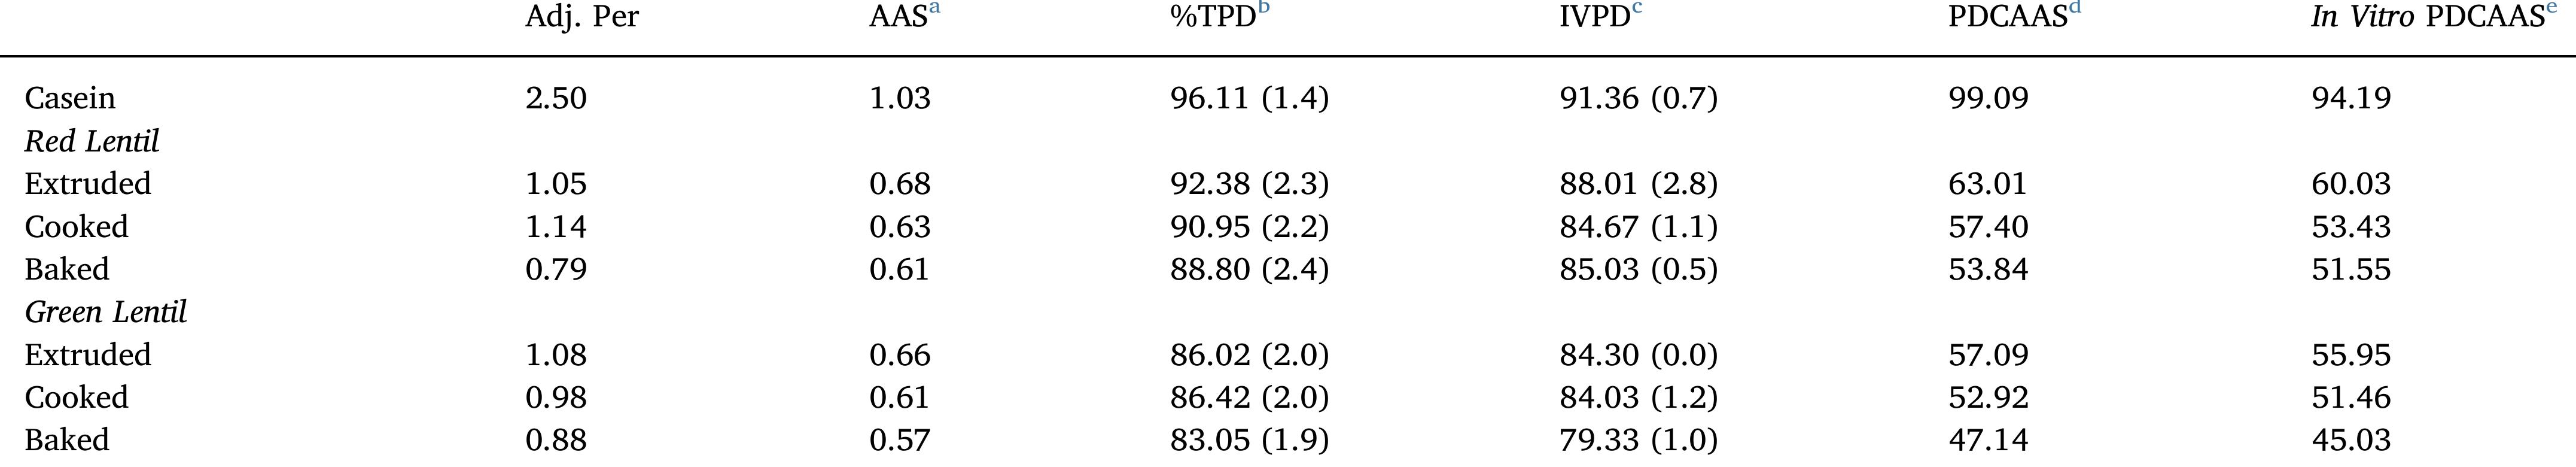 Adj. Per AASa %TPDb IVPDc PDCAASd In Vitro PDCAASe
Casein 2.50 1.03 96.11 (1.4) 91.36 (0.7) 99.09 94.19
Red Lentil
Extruded 1.05 0.68 92.38 (2.3) 88.01 (2.8) 63.01 60.03
Cooked 1.14 0.63 90.95 (2.2) 84.67 (1.1) 57.40 53.43
Baked 0.79 0.61 88.80 (2.4) 85.03 (0.5) 53.84 51.55
Green Lentil
Extruded 1.08 0.66 86.02 (2.0) 84.30 (0.0) 57.09 55.95
Cooked 0.98 0.61 86.42 (2.0) 84.03 (1.2) 52.92 51.46
Baked 0.88 0.57 83.05 (1.9) 79.33 (1.0) 47.14 45.03